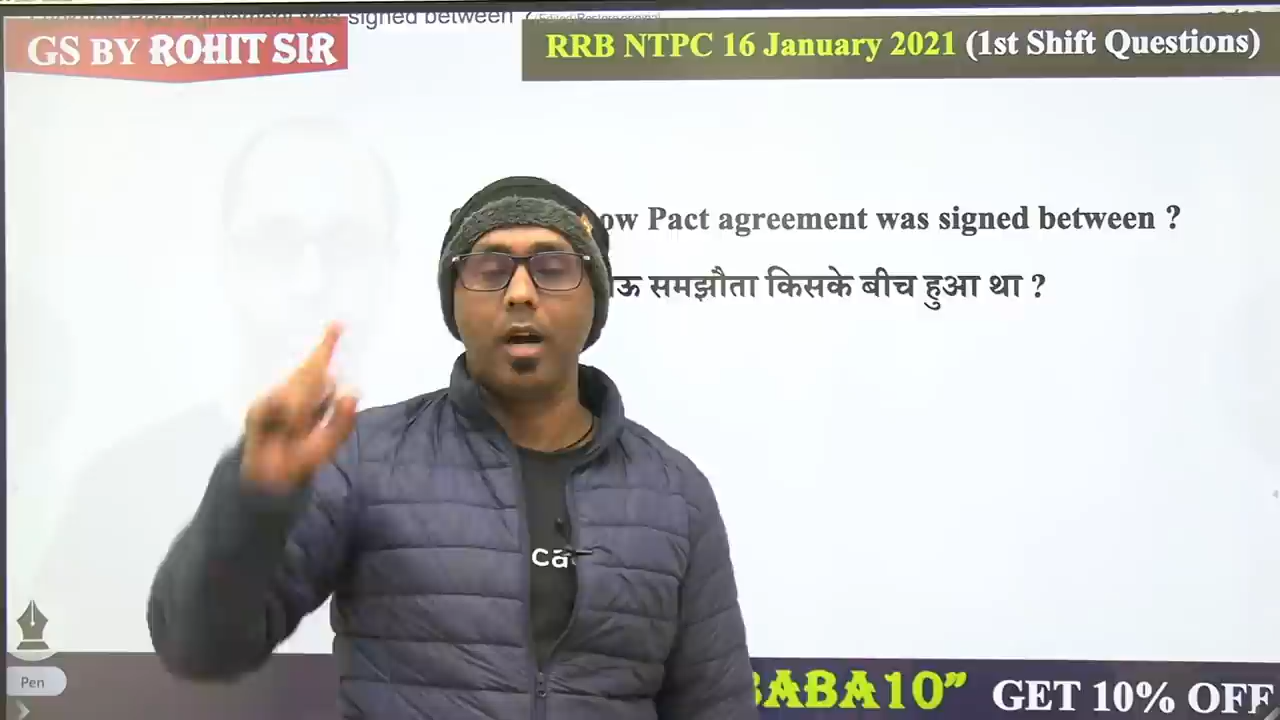 signed between ?
GS BY ROHIT SIR
RRB NTPC 16 January 2021 (1st Shift Questions)
ow Pact agreement was signed between ?
ऊ समझौता किसके बीच हुआ था ?
ca
Pen
BABA10” GET 10% OFF